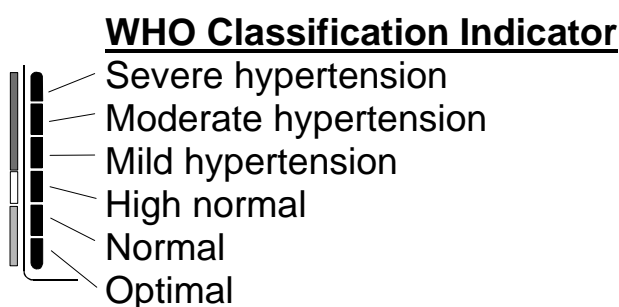 WHO Classification Indicator
Severe hypertension
Moderate hypertension
Mild hypertension
High normal
Normal
Optimal